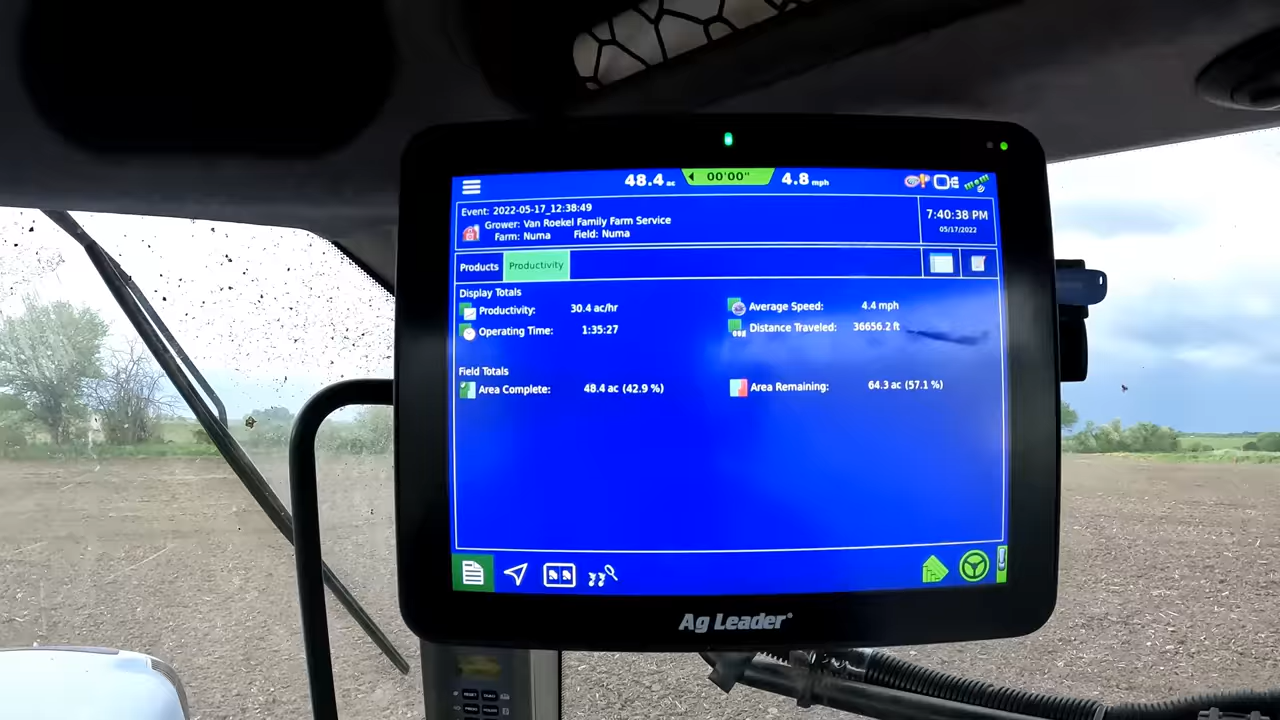 48.4 ac 00'00" 4.8 mph
Event: 2022-05-17_12:38:49
Grower: Van Roekel Family Farm Service
Farm: Numa Field: Numa
7:40:38 PM
05/17/2022
Products Productivity
Display Totals
Productivity: 30.4 ac/hr Average Speed: 4.4 mph
Operating Time: 1:35:27 Distance Traveled: 36656.2 ft
Field Totals
Area Complete: 48.4 ac (42.9 %) Area Remaining: 64.3 ac (57.1 %)
Ag Leader®